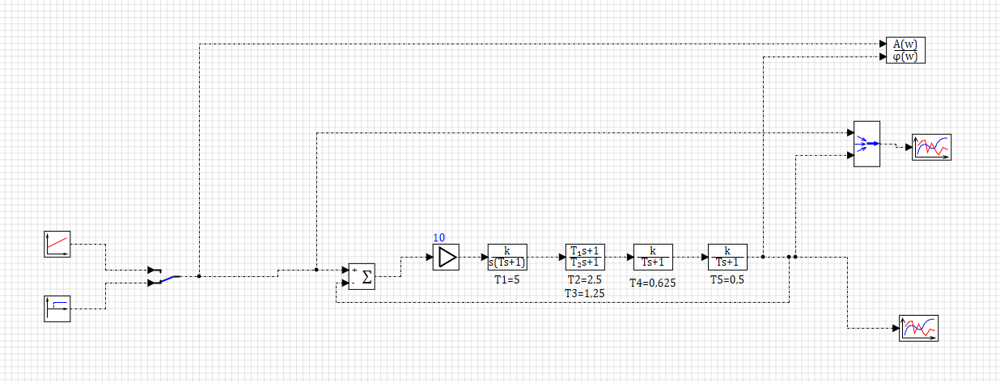 A(w)
φ(w)
10
+
-
Σ
k
s(Ts+1)
T₁s+1
T₂s+1
k
Ts+1
k
Ts+1
T1=5
T2=2,5
T3=1,25
T4=0,625
T5=0,5